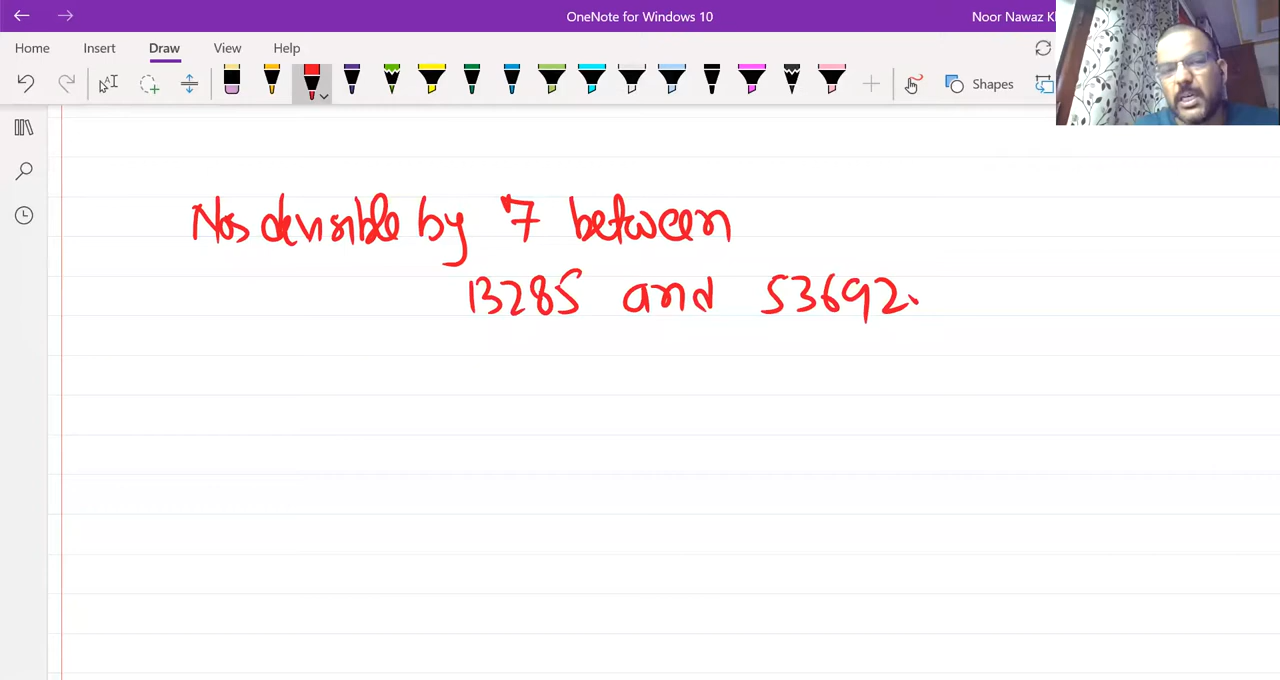 OneNote for Windows 10
Noor Nawaz Kh
Home Insert Draw View Help
Shapes
Nos devisible by 7 between
13285 and 53692.